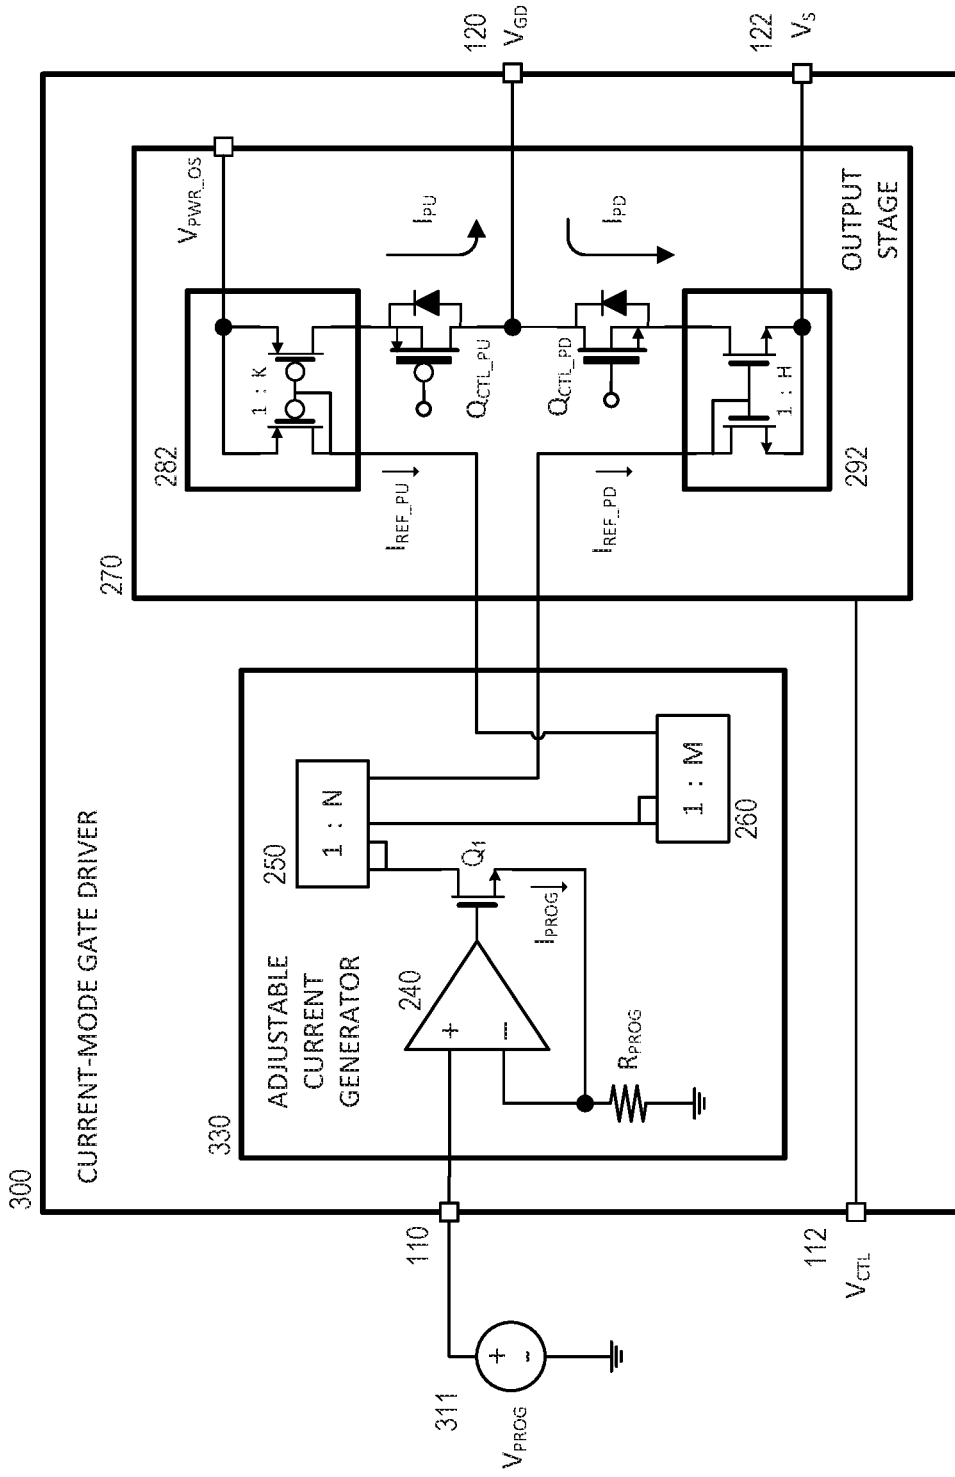 300
CURRENT-MODE GATE DRIVER
311
VPROG
+
-
110
112
VCTL
330
ADJUSTABLE
CURRENT
GENERATOR
240
+
-
RPROG
250
1 : N
Q1
IPROG
1 : M
260
270
282
1 : K
VPWR_OS
IREF_PU
QCTL_PU
IPU
IREF_PD
QCTL_PD
IPD
1 : H
292
OUTPUT
STAGE
120
VGD
122
VS